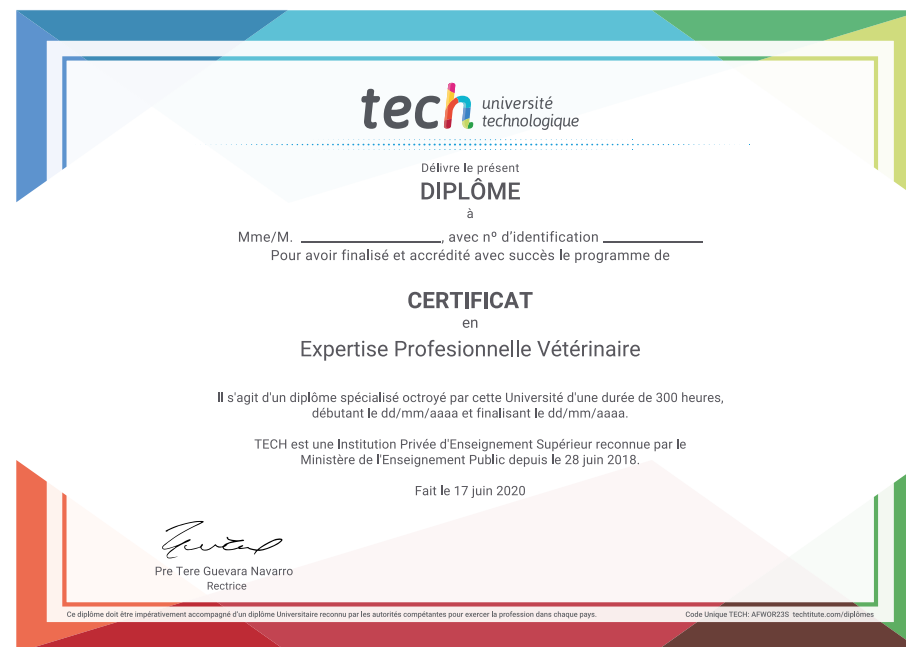 tech université
technologique
Délivre le présent
DIPLÔME
à
Mme/M. ____________________, avec nº d'identification ______________
Pour avoir finalisé et accrédité avec succès le programme de
CERTIFICAT
en
Expertise Profesionnelle Vétérinaire
Il s'agit d'un diplôme spécialisé octroyé par cette Université d'une durée de 300 heures,
débutant le dd/mm/aaaa et finalisant le dd/mm/aaaa.
TECH est une Institution Privée d'Enseignement Supérieur reconnue par le
Ministère de l'Enseignement Public depuis le 28 juin 2018.
Fait le 17 juin 2020
Pre Tere Guevara Navarro
Rectrice
Ce diplôme doit être impérativement accompagné d'un diplôme Universitaire reconnu par les autorités compétantes pour exercer la profession dans chaque pays. Code Unique TECH: AFWOR23S techtitute.com/diplômes